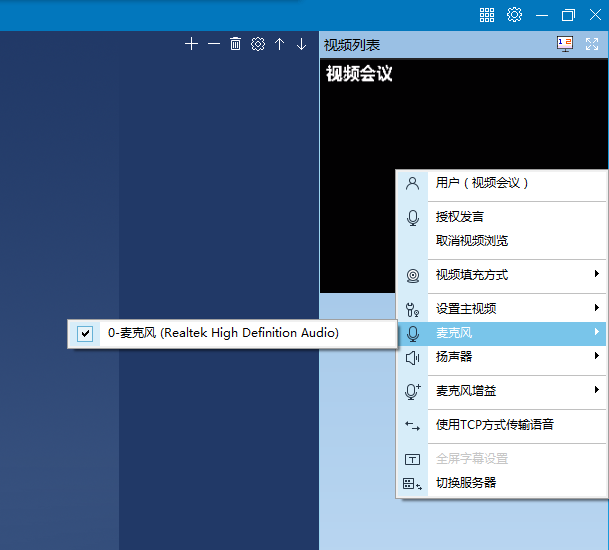 视频列表
1 2
视频会议
用户（视频会议）
授权发言
取消视频浏览
视频填充方式
设置主视频
0-麦克风 (Realtek High Definition Audio)
麦克风
扬声器
麦克风增益
使用TCP方式传输语音
全屏字幕设置
切换服务器